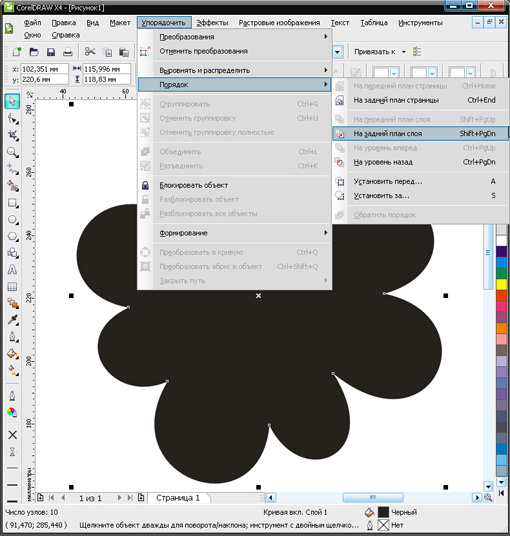 CorelDRAW X4 - [Рисунок1]
Файл Правка Вид Макет Упорядочить Эффекты Растровые изображения Текст Таблица Инструменты
Окно Справка
Привязать к
x: 102,351 мм
y: 220,6 мм
115,996 мм
118,83 мм
Преобразования
Отменить преобразования
Выровнять и распределить
Порядок
Сгруппировать Ctrl+G
Отменить группировку Ctrl+U
Отменить группировку полностью
Объединить Ctrl+L
Разъединить Ctrl+K
Блокировать объект
Разблокировать объект
Разблокировать все объекты
Формирование
Преобразовать в кривую Ctrl+Q
Преобразовать абрис в объект Ctrl+Shift+Q
Закрыть путь
На передний план страницы Ctrl+Home
На задний план страницы Ctrl+End
На передний план слоя Shift+PgUp
На задний план слоя Shift+PgDn
На уровень вперед Ctrl+PgUp
На уровень назад Ctrl+PgDn
Установить перед... A
Установить за... S
Обратить порядок
280
260
220
200
180
миллиметры
1 из 1
Страница 1
Число узлов: 10
Кривая вкл. Слой 1
Черный
( 91,470; 285,440 )
Щелкните объект дважды для поворота/наклона; инструмент с двойным щелчко...
Нет